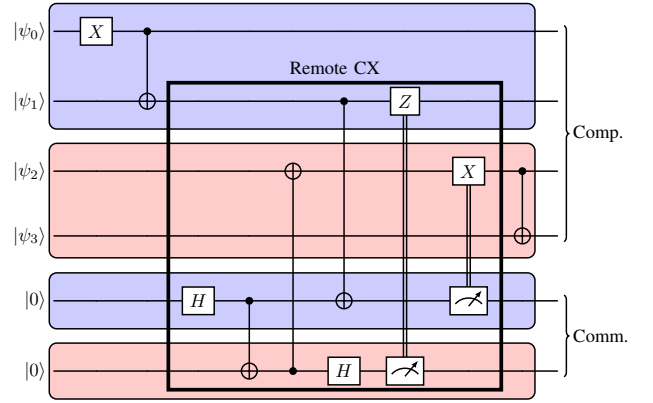 |ψ₀⟩ X
Remote CX
|ψ₁⟩ Z
Comp.
|ψ₂⟩ X
|ψ₃⟩
|0⟩ H
Comm.
|0⟩ H